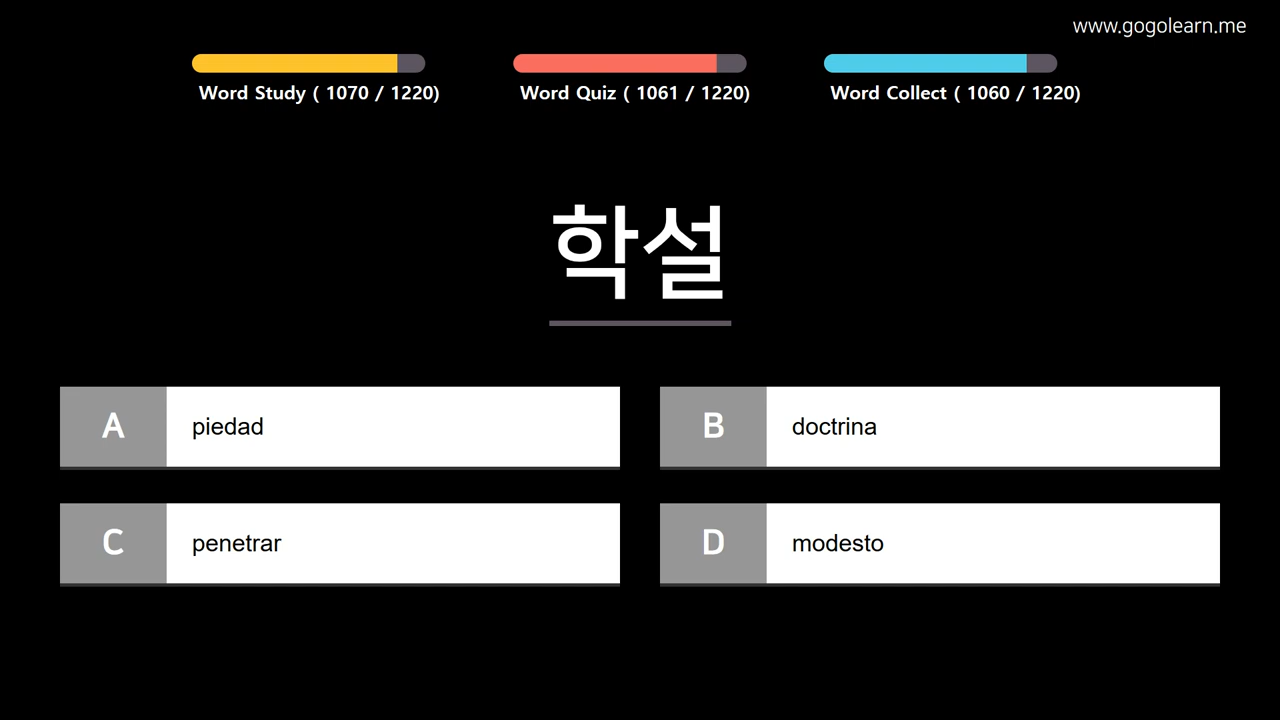 www.gogolearn.me
Word Study ( 1070 / 1220)
Word Quiz ( 1061 / 1220)
Word Collect ( 1060 / 1220)
학설
A piedad
B doctrina
C penetrar
D modesto